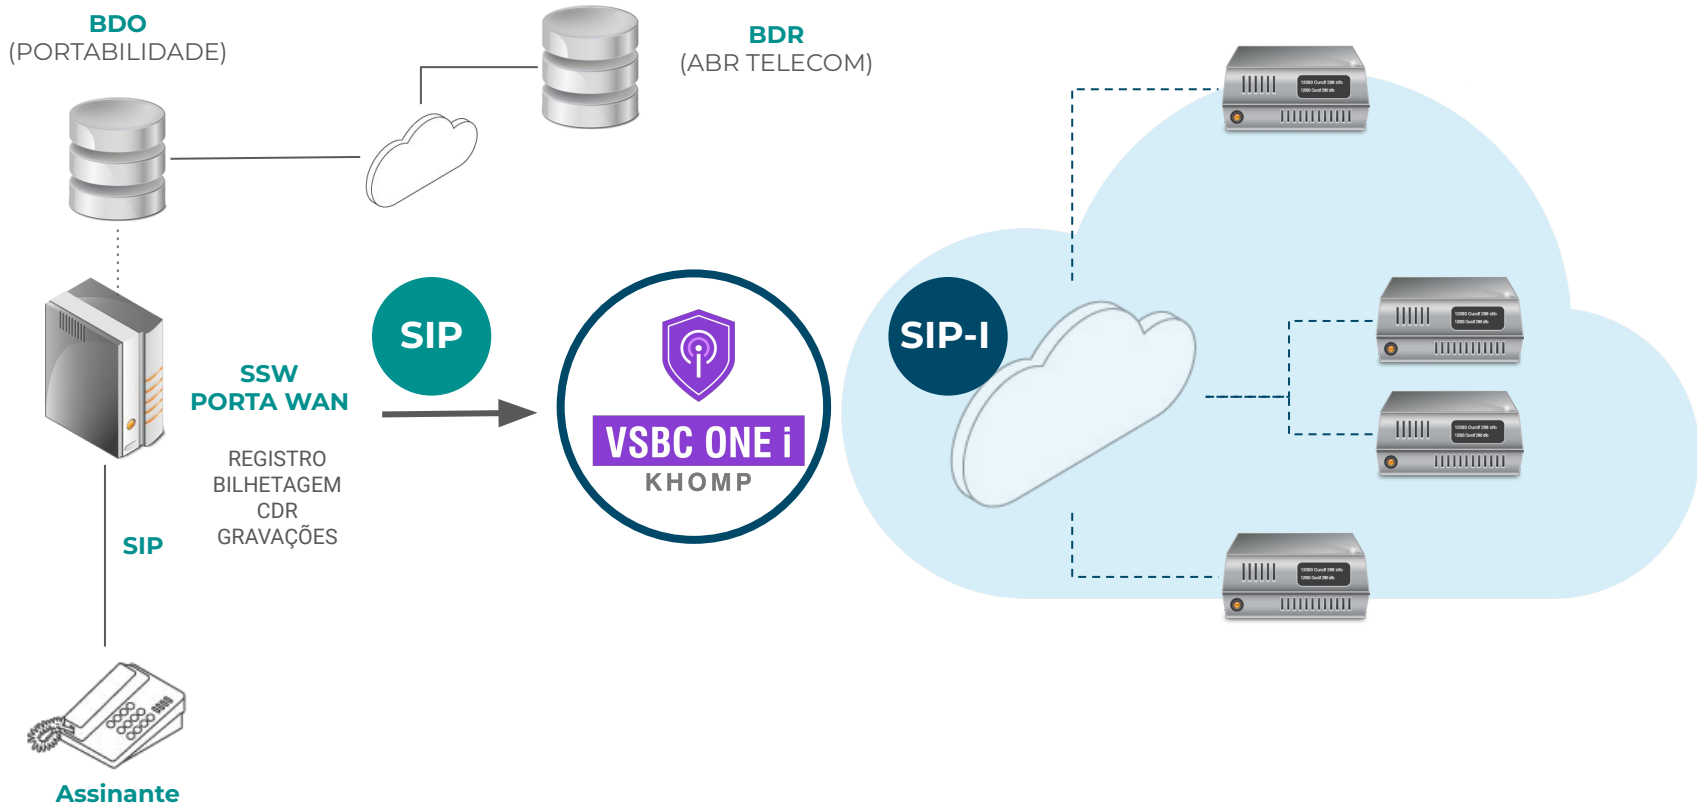 BDO
(PORTABILIDADE)
BDR
(ABR TELECOM)
SIP
SIP-I
SSW
PORTA WAN
REGISTRO
BILHETAGEM
CDR
GRAVAÇÕES
VSBC ONE i
KHOMP
SIP
Assinante